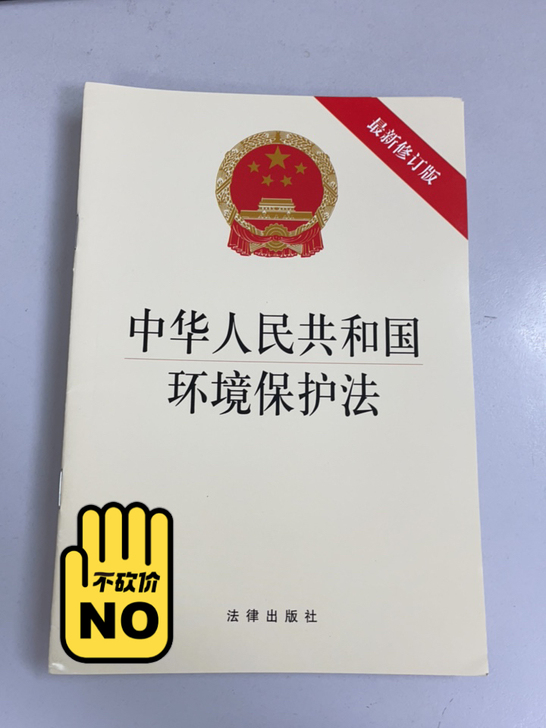 最新修订版
中华人民共和国
环境保护法
不砍价
NO
法律出版社